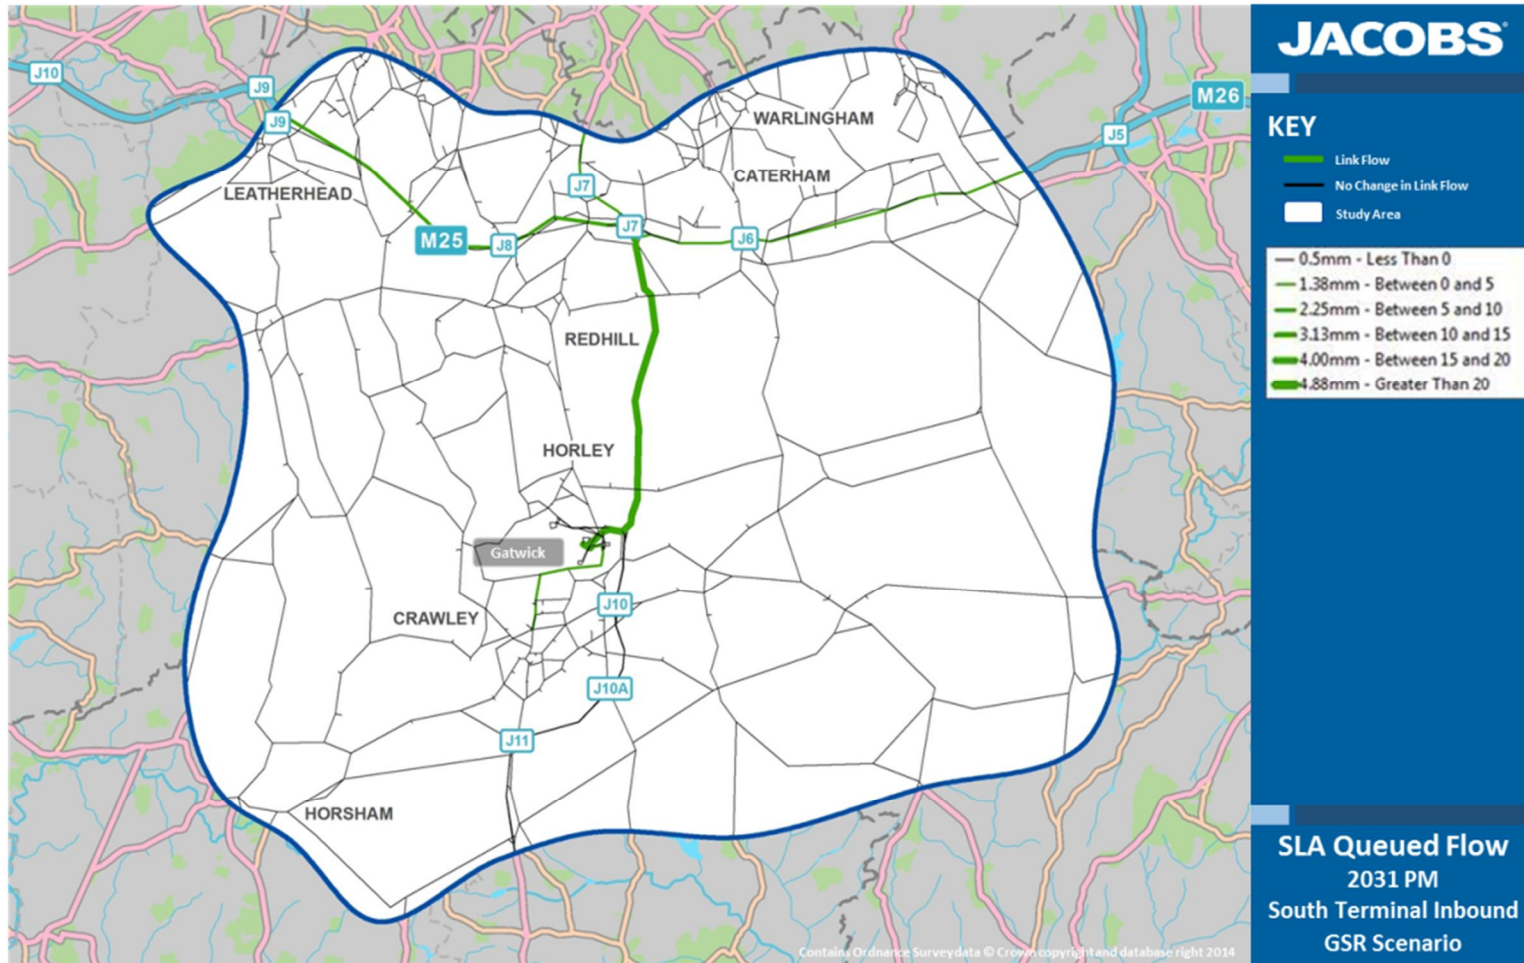 JACOBS
J10
J9
M26
J9
WARLINGHAM
J5
KEY
Link Flow
CATERHAM
No Change in Link Flow
J7
LEATHERHEAD
Study Area
J7
M25
J8
J6
0.5mm - Less Than 0
1.38mm - Between 0 and 5
2.25mm - Between 5 and 10
3.13mm - Between 10 and 15
4.00mm - Between 15 and 20
4.88mm - Greater Than 20
REDHILL
HORLEY
Gatwick
J10
CRAWLEY
J10A
J11
HORSHAM
SLA Queued Flow
2031 PM
South Terminal Inbound
GSR Scenario
Contains Ordnance Survey data © Crown copyright and database right 2014